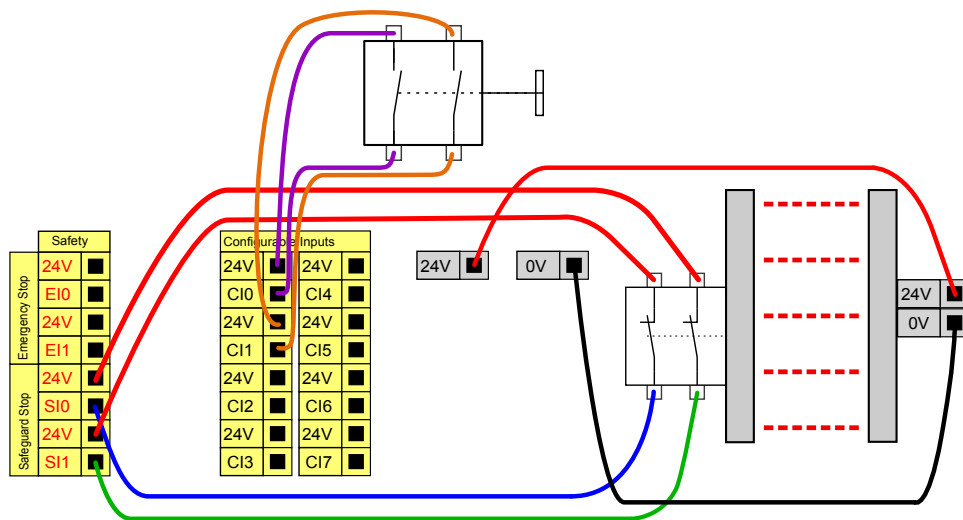 Safety
Emergency Stop
24V
EI0
24V
EI1
Safeguard Stop
24V
SI0
24V
SI1
Configurable Inputs
24V 24V
CI0 CI4
24V 24V
CI1 CI5
24V 24V
CI2 CI6
24V 24V
CI3 CI7
24V
0V
24V
0V